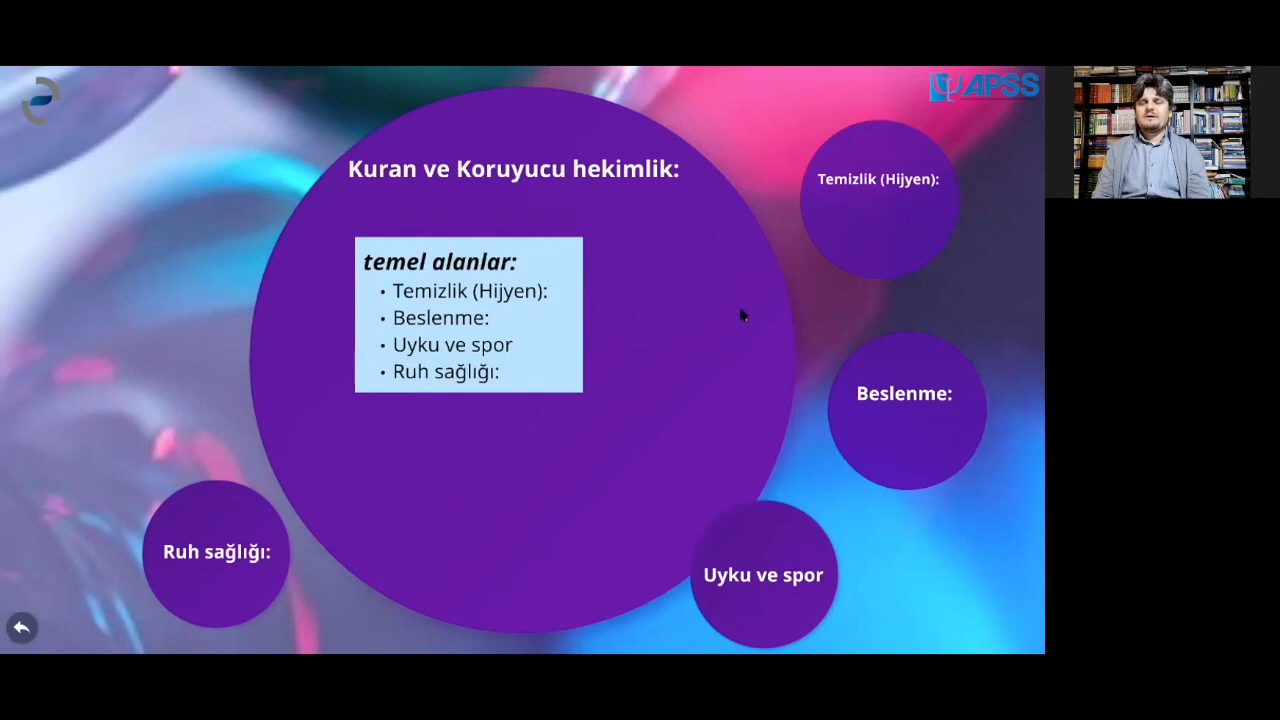 APSS
Kuran ve Koruyucu hekimlik:
temel alanlar:
• Temizlik (Hijyen):
• Beslenme:
• Uyku ve spor
• Ruh sağlığı:
Temizlik (Hijyen):
Beslenme:
Uyku ve spor
Ruh sağlığı: